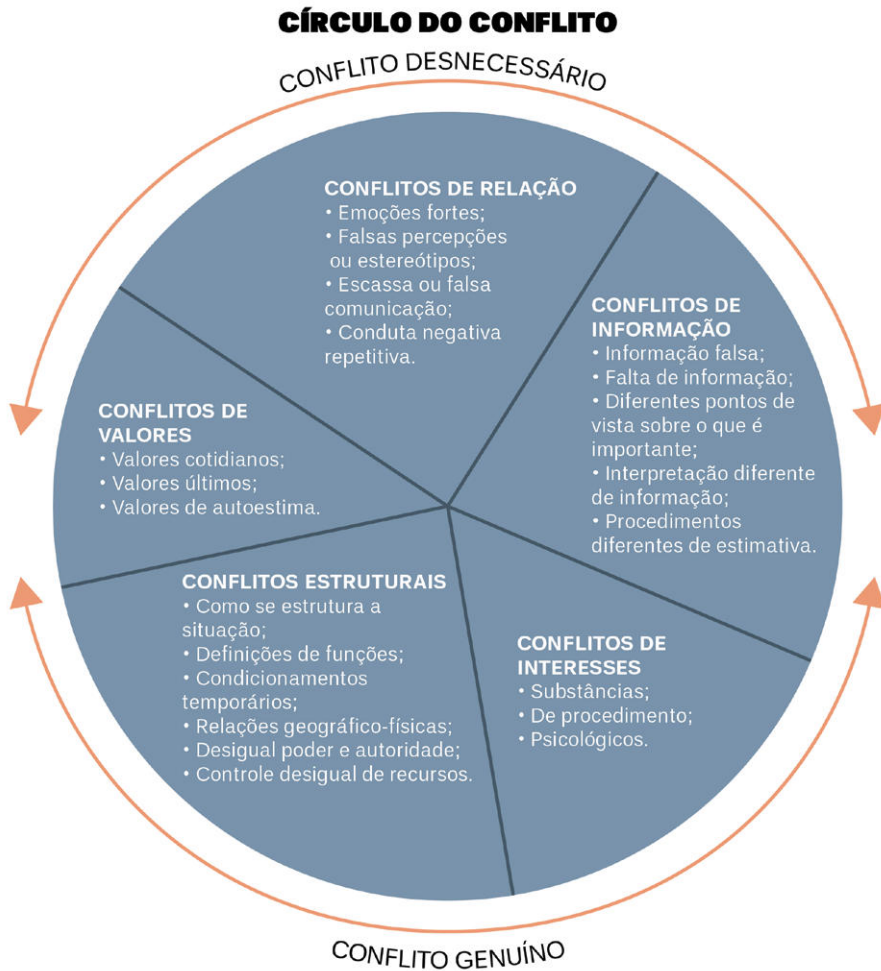 CÍRCULO DO CONFLITO
CONFLITO DESNECESSÁRIO
CONFLITOS DE RELAÇÃO
• Emoções fortes;
• Falsas percepções
ou estereótipos;
• Escassa ou falsa
comunicação;
• Conduta negativa
repetitiva.
CONFLITOS DE
INFORMAÇÃO
• Informação falsa;
• Falta de informação;
• Diferentes pontos de
vista sobre o que é
importante;
• Interpretação diferente
de informação;
• Procedimentos
diferentes de estimativa.
CONFLITOS DE
VALORES
• Valores cotidianos;
• Valores últimos;
• Valores de autoestima.
CONFLITOS ESTRUTURAIS
• Como se estrutura a
situação;
• Definições de funções;
• Condicionamentos
temporários;
• Relações geográfico-físicas;
• Desigual poder e autoridade;
• Controle desigual de recursos.
CONFLITOS DE
INTERESSES
• Substâncias;
• De procedimento;
• Psicológicos.
CONFLITO GENUÍNO